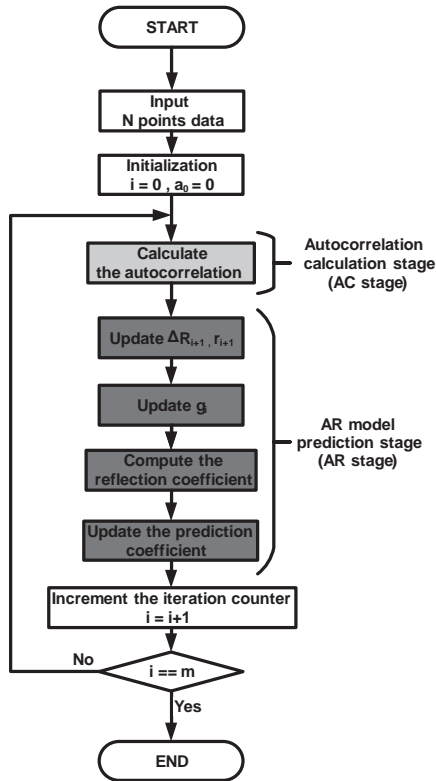 START
Input
N points data
Initialization
i = 0 , a₀ = 0
Calculate
the autocorrelation
Autocorrelation
calculation stage
(AC stage)
Update ΔRᵢ₊₁ , rᵢ₊₁
Update gᵢ
Compute the
reflection coefficient
Update the prediction
coefficient
AR model
prediction stage
(AR stage)
Increment the iteration counter
i = i+1
i == m
No
Yes
END